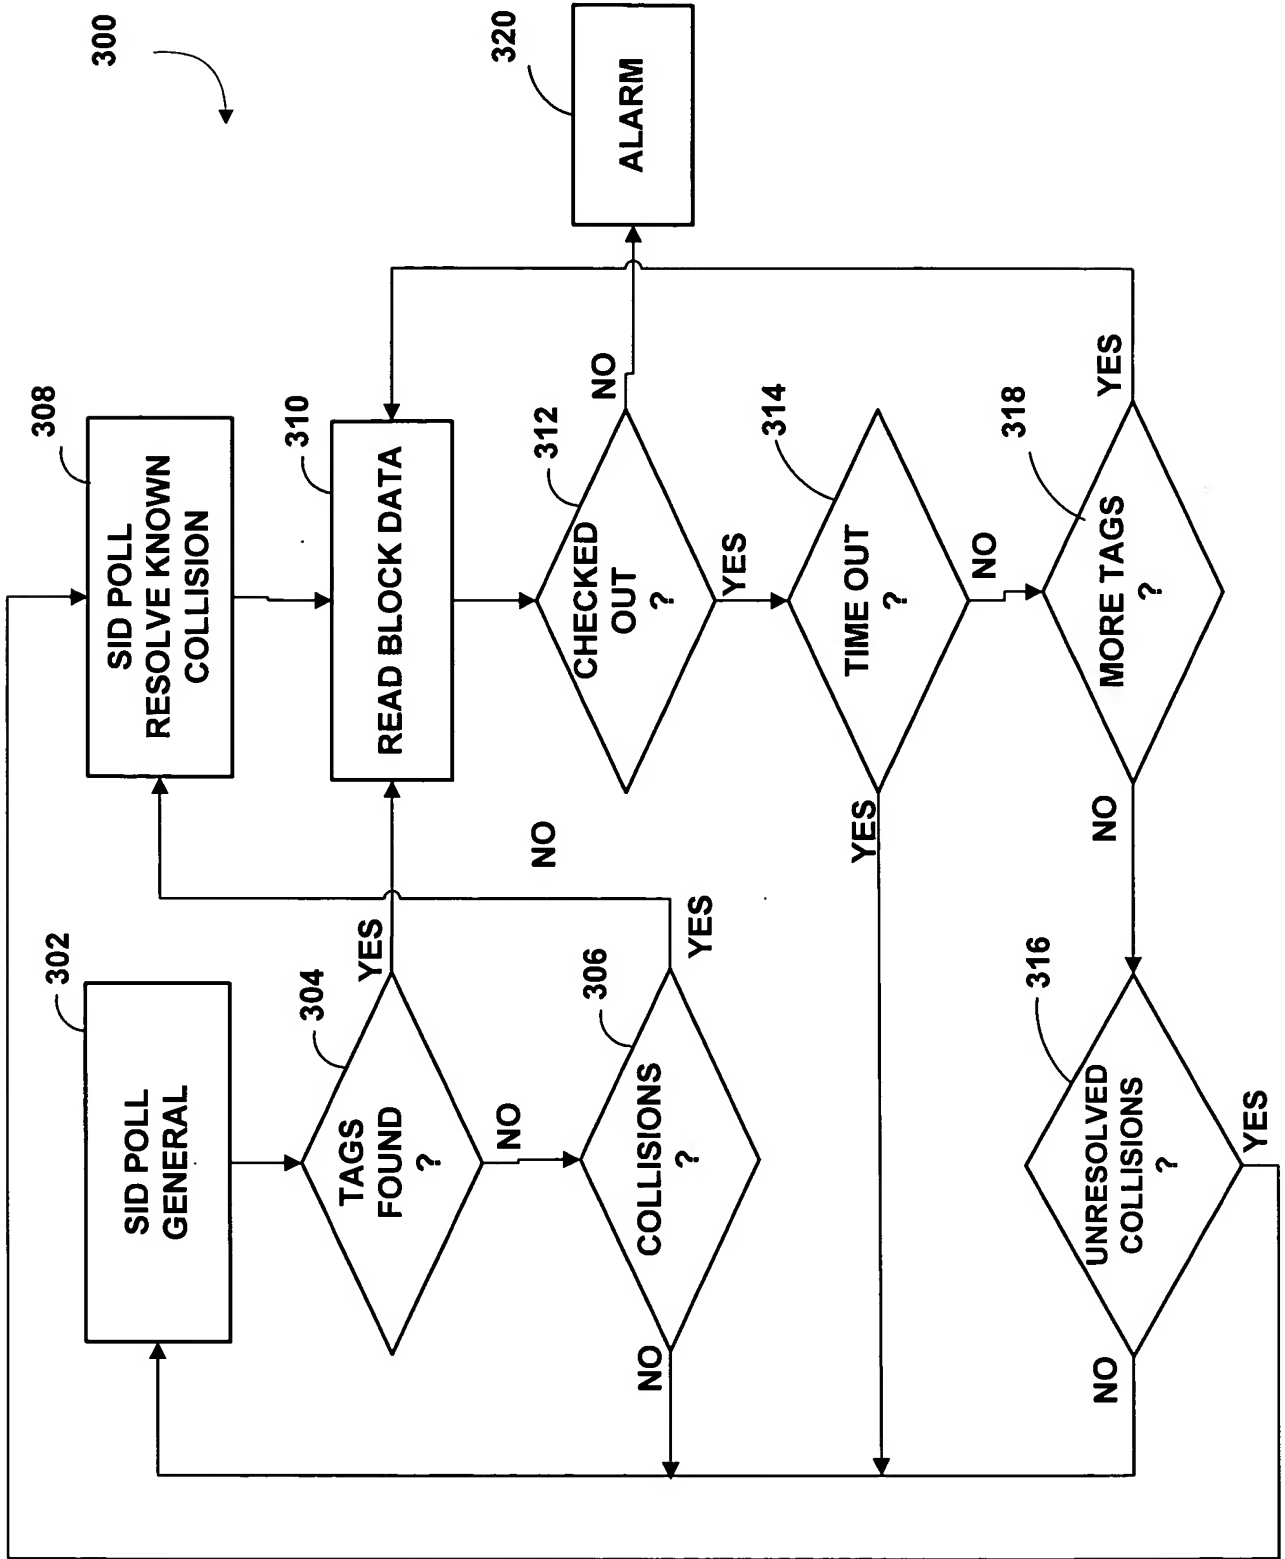 300
302
SID POLL
GENERAL
304
TAGS
FOUND
?
YES
NO
306
COLLISIONS
?
YES
NO
308
SID POLL
RESOLVE KNOWN
COLLISION
310
READ BLOCK DATA
NO
312
CHECKED
OUT
?
NO
YES
320
ALARM
314
TIME OUT
?
YES
NO
318
MORE TAGS
?
YES
NO
316
UNRESOLVED
COLLISIONS
?
NO
YES